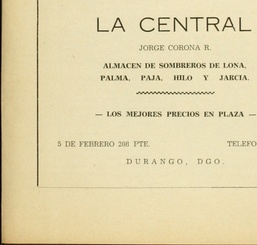 LA CENTRAL
JORGE CORONA R.
ALMACEN DE SOMBREROS DE LONA,
PALMA, PAJA, HILO Y JARCIA.
— LOS MEJORES PRECIOS EN PLAZA —
5 DE FEBRERO 208 PTE. TELEFO
DURANGO, DGO.